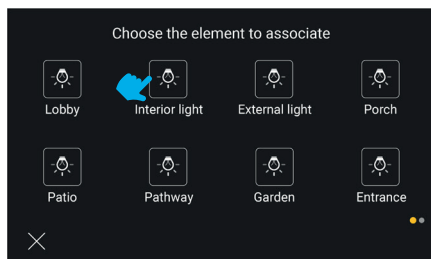 Choose the element to associate
Lobby Interior light External light Porch
Patio Pathway Garden Entrance